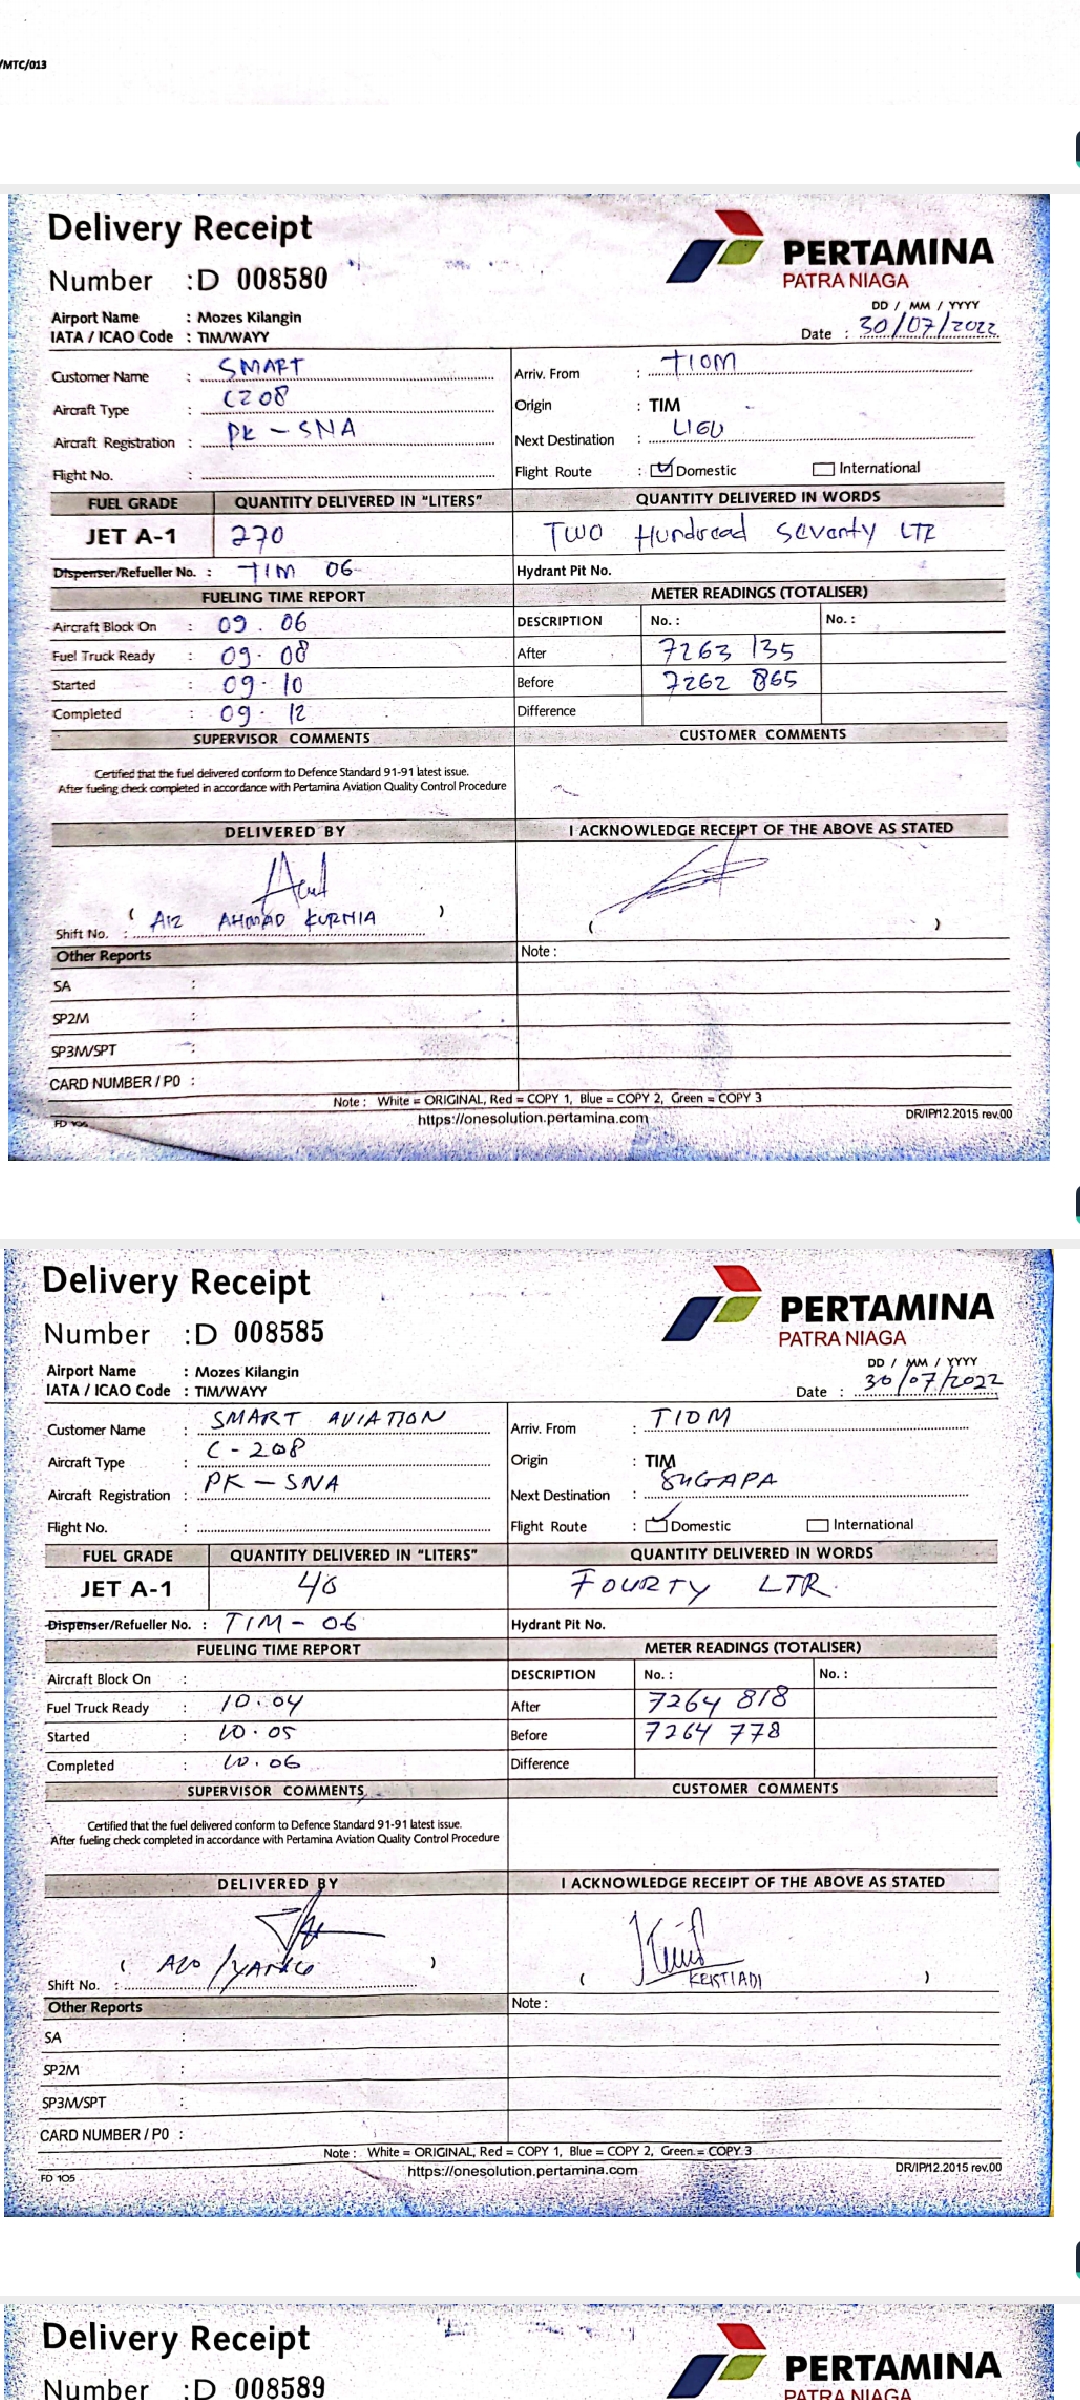 /MTC/013
Delivery Receipt
PERTAMINA
PATRA NIAGA
Number :D 008580
DD / MM / YYYY
Airport Name : Mozes Kilangin
Date : 30/07/2022
IATA / ICAO Code : TIM/WAYY
Customer Name : SMART
Arriv. From : TIOM
Aircraft Type : C208
Origin : TIM
Aircraft Registration : PK - SNA
Next Destination :
Flight No. :
Flight Route : Domestic International
FUEL GRADE QUANTITY DELIVERED IN "LITERS" QUANTITY DELIVERED IN WORDS
JET A-1 270 TWO Hundread Seventy LTR
Dispenser/Refueller No. : TIM 06 Hydrant Pit No.
FUELING TIME REPORT METER READINGS (TOTALISER)
Aircraft Block On : 09.06 DESCRIPTION No. : No. :
Fuel Truck Ready : 09.08 After 7263 135
Started : 09.10 Before 7262 865
Completed : 09.12 Difference
SUPERVISOR COMMENTS CUSTOMER COMMENTS
Certified that the fuel delivered conform to Defence Standard 91-91 latest issue.
After fueling check completed in accordance with Pertamina Aviation Quality Control Procedure
DELIVERED BY I ACKNOWLEDGE RECEIPT OF THE ABOVE AS STATED
( AHMAD KURNIA ) ( )
Shift No. :
Other Reports Note :
SA :
SP2M :
SP3M/SPT :
CARD NUMBER / P0 :
Note : White = ORIGINAL, Red = COPY 1, Blue = COPY 2, Green = COPY 3
FD 105 https://onesolution.pertamina.com DR/IP/12.2015 rev.00
Delivery Receipt
PERTAMINA
PATRA NIAGA
Number :D 008585
DD / MM / YYYY
Airport Name : Mozes Kilangin
Date : 30/07/2022
IATA / ICAO Code : TIM/WAYY
Customer Name : SMART AVIATION
Arriv. From : TIOM
Aircraft Type : C-208
Origin : TIM
Aircraft Registration : PK - SNA
Next Destination : SUGAPA
Flight No. :
Flight Route : Domestic International
FUEL GRADE QUANTITY DELIVERED IN "LITERS" QUANTITY DELIVERED IN WORDS
JET A-1 40 FOURTY LTR.
Dispenser/Refueller No. : TIM-06 Hydrant Pit No.
FUELING TIME REPORT METER READINGS (TOTALISER)
Aircraft Block On : DESCRIPTION No. : No. :
Fuel Truck Ready : 10.04 After 7264 818
Started : 10.05 Before 7264 778
Completed : 10.06 Difference
SUPERVISOR COMMENTS CUSTOMER COMMENTS
Certified that the fuel delivered conform to Defence Standard 91-91 latest issue.
After fueling check completed in accordance with Pertamina Aviation Quality Control Procedure
DELIVERED BY I ACKNOWLEDGE RECEIPT OF THE ABOVE AS STATED
( ) ( )
Shift No. :
Other Reports Note :
SA :
SP2M :
SP3M/SPT :
CARD NUMBER / P0 :
Note : White = ORIGINAL, Red = COPY 1, Blue = COPY 2, Green = COPY 3
FD 105 https://onesolution.pertamina.com DR/IP/12.2015 rev.00
Delivery Receipt
PERTAMINA
PATRA NIAGA
Number :D 008589